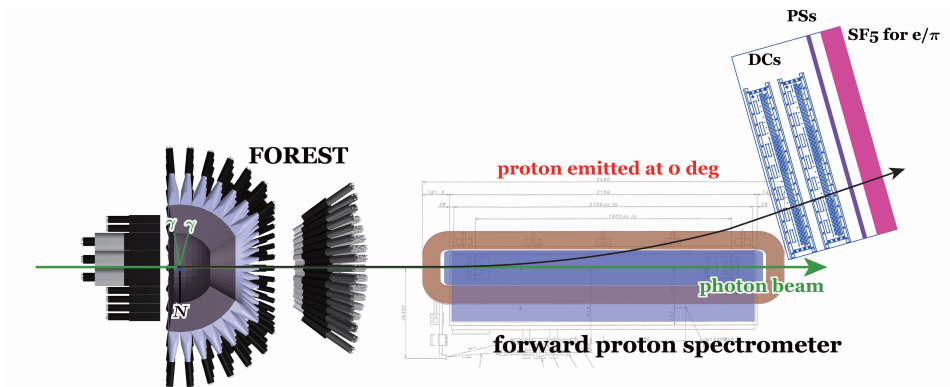 PSs
SF5 for e/π
DCs
FOREST
proton emitted at 0 deg
γ γ
N
photon beam
forward proton spectrometer